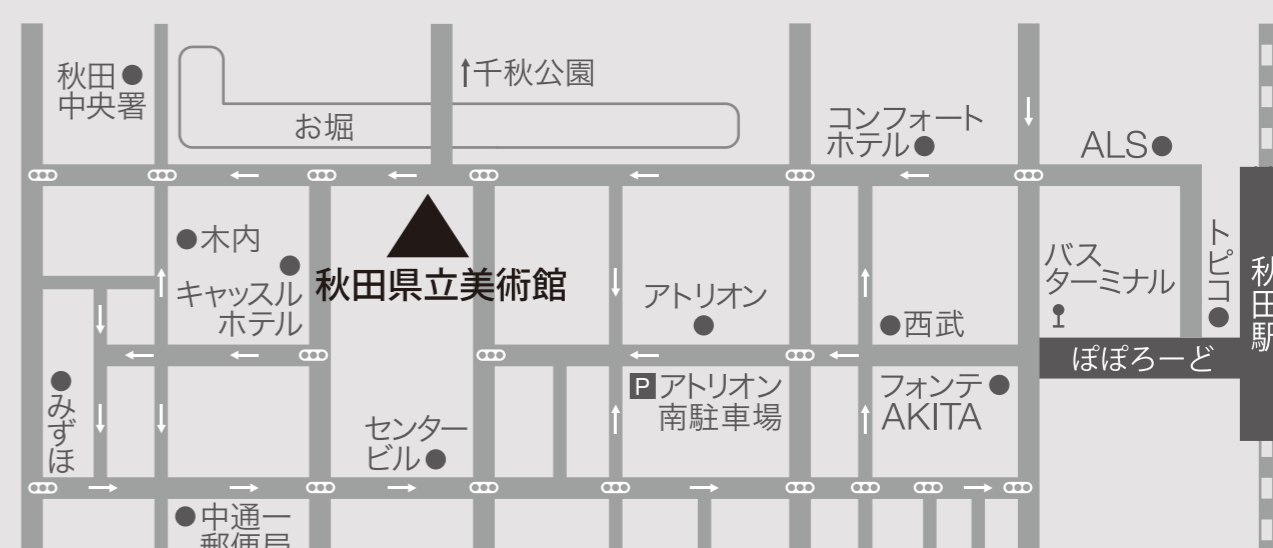 秋田
中央署
千秋公園
お堀
コンフォート
ホテル
ALS
木内
キャッスル
ホテル
秋田県立美術館
アトリオン
西武
バス
ターミナル
トピコ
秋田駅
ぽぽろーど
みずほ
P アトリオン
南駐車場
フォンテ
AKITA
センター
ビル
中通一
郵便局